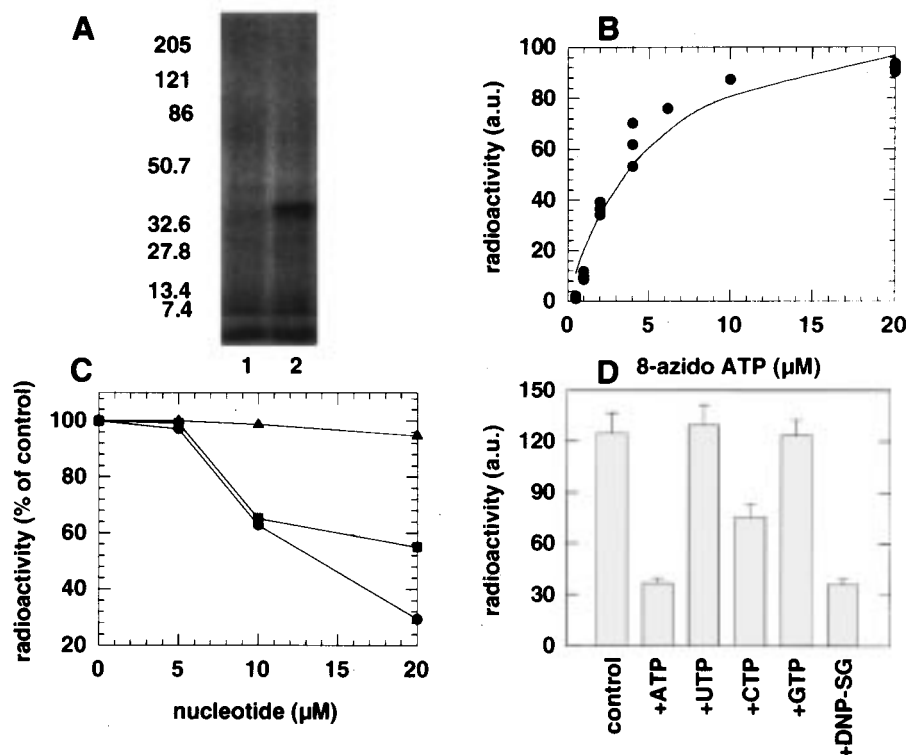 A
205
121
86
50.7
32.6
27.8
13.4
7.4
1 2
B
radioactivity (a.u.)
100
80
60
40
20
0
0 5 10 15 20
8-azido ATP (µM)
C
radioactivity (% of control)
100
80
60
40
20
0 5 10 15 20
nucleotide (µM)
D
radioactivity (a.u.)
150
120
90
60
30
0
control
+ATP
+UTP
+CTP
+GTP
+DNP-SG